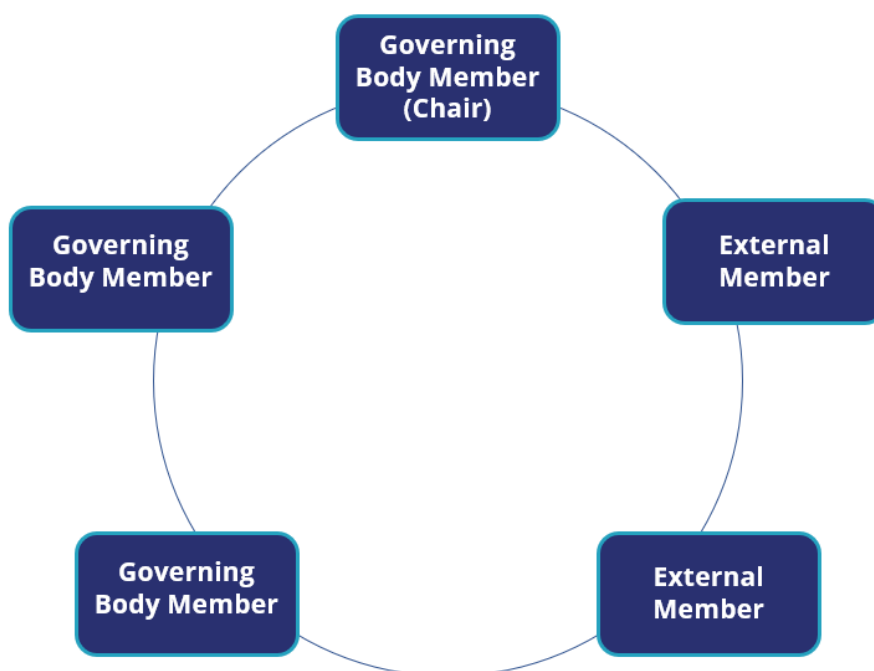 Governing
Body Member
(Chair)
Governing
Body Member
External
Member
Governing
Body Member
External
Member